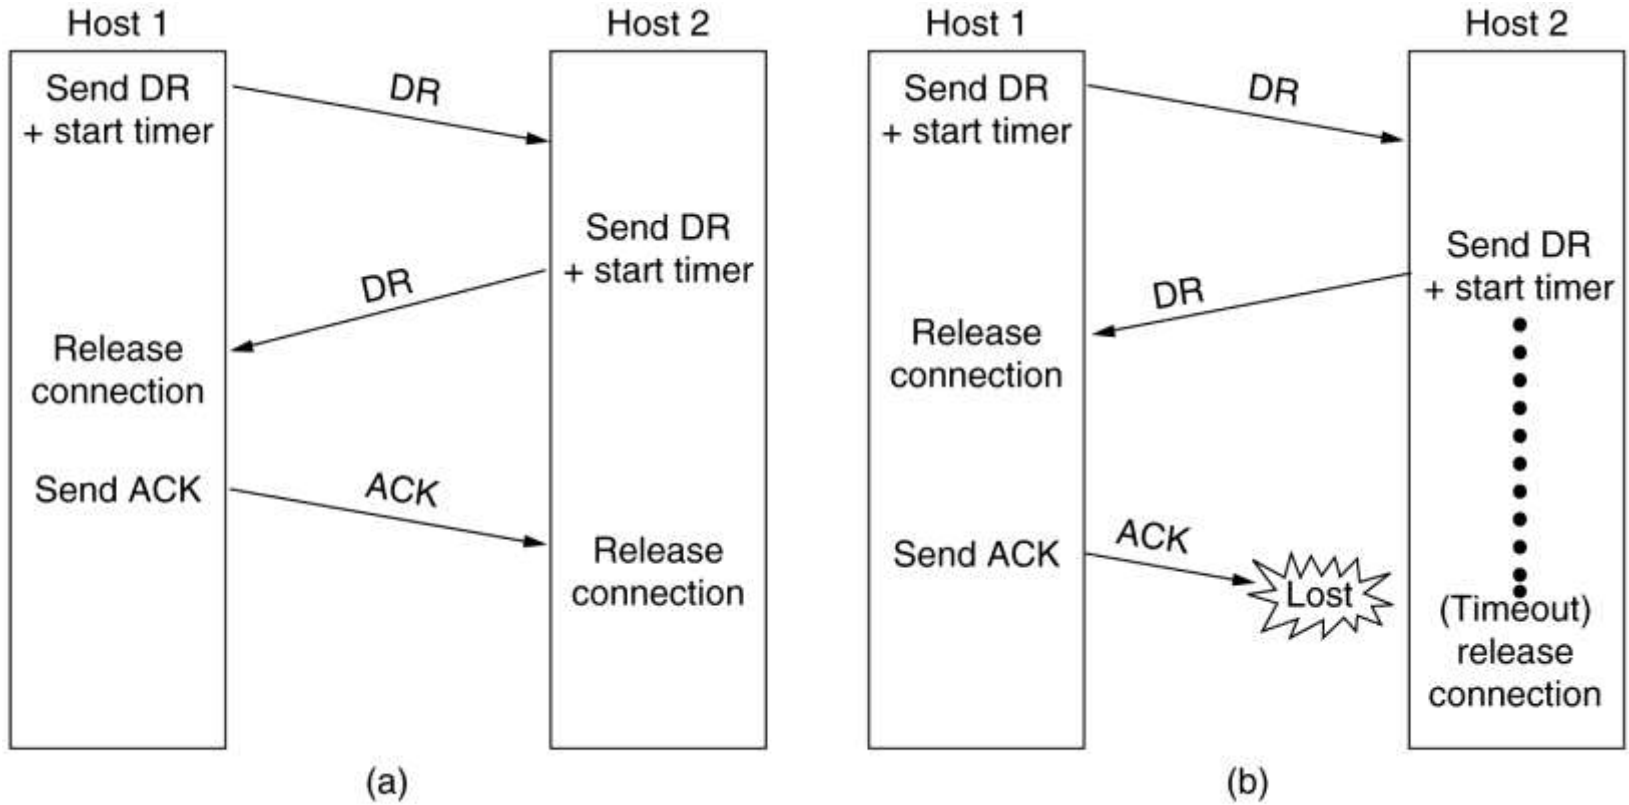 Host 1
Host 2
Send DR
+ start timer
DR
Send DR
+ start timer
DR
Release
connection
Send ACK
ACK
Release
connection
(a)
Host 1
Host 2
Send DR
+ start timer
DR
Send DR
+ start timer
DR
Release
connection
Send ACK
ACK
Lost
(Timeout)
release
connection
(b)